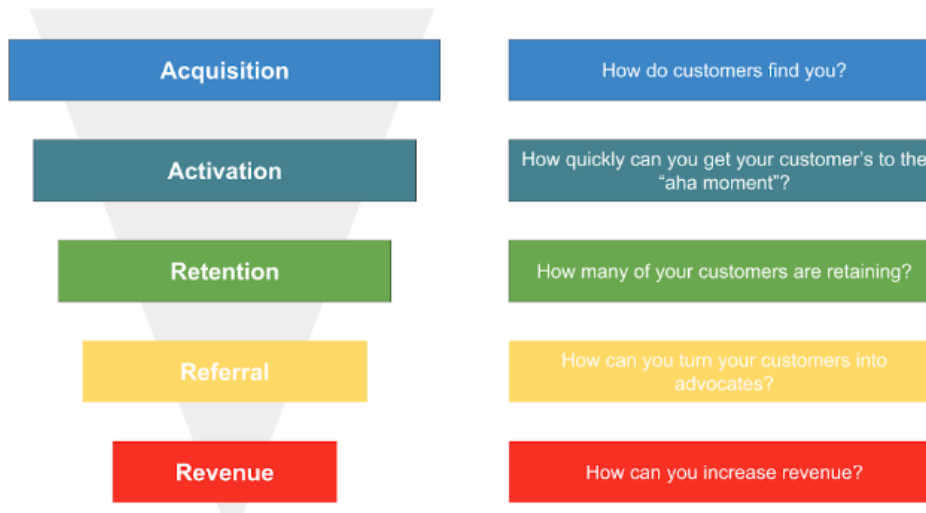 Acquisition
How do customers find you?
Activation
How quickly can you get your customer's to the
“aha moment”?
Retention
How many of your customers are retaining?
Referral
How can you turn your customers into
advocates?
Revenue
How can you increase revenue?